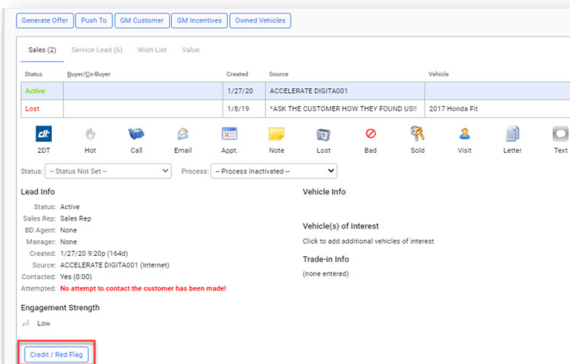 Generate Offer Push To GM Customer GM Incentives Owned Vehicles
Sales (2) Service Lead (6) Wish List Value
Status Buyer/Co-Buyer Created Source Vehicle
Active 1/27/20 ACCELERATE DIGITA001
Lost 1/8/19 *ASK THE CUSTOMER HOW THEY FOUND US!! 2017 Honda Fit
dt
2DT Hot Call Email Appt. Note Lost Bad Sold Visit Letter Text
Status: -- Status Not Set -- Process: -- Process Inactivated --
Lead Info Vehicle Info
Status: Active
Sales Rep: Sales Rep Vehicle(s) of Interest
BD Agent: None
Manager: None Click to add additional vehicles of interest
Created: 1/27/20 9:20p (164d)
Source: ACCELERATE DIGITA001 (Internet) Trade-in Info
Contacted: Yes (0:00) (none entered)
Attempted: No attempt to contact the customer has been made!
Engagement Strength
Low
Credit / Red Flag